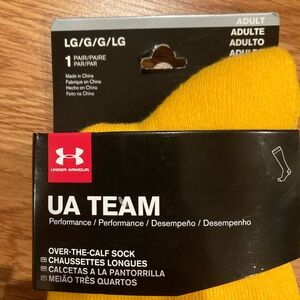 ADULT
ADULTE
ADULTO
LG/G/G/LG
1 PAIR/PAIRE
PAR/PAR
Made in China
Fabriqué en Chine
Hecho en China
Feito na China
UNDER ARMOUR
UA TEAM
Performance / Performance / Desempeño / Desempenho
OVER-THE-CALF SOCK
CHAUSSETTES LONGUES
CALCETAS A LA PANTORRILLA
MEIÃO TRÊS QUARTOS